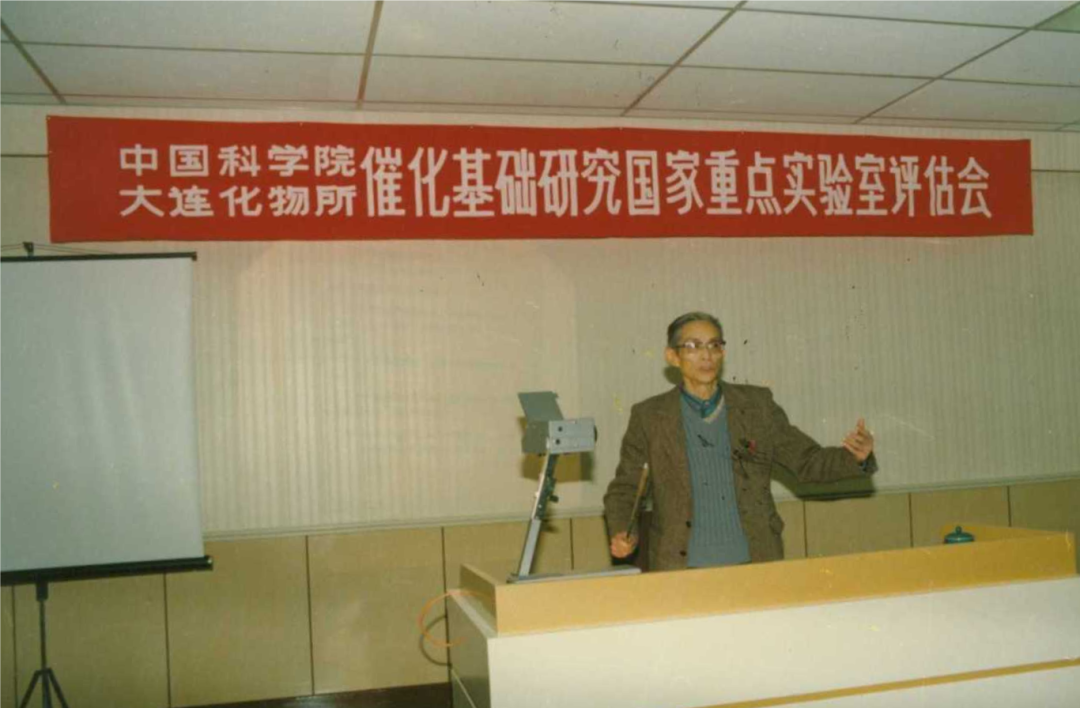 中国科学院
大连化物所
催化基础研究国家重点实验室评估会